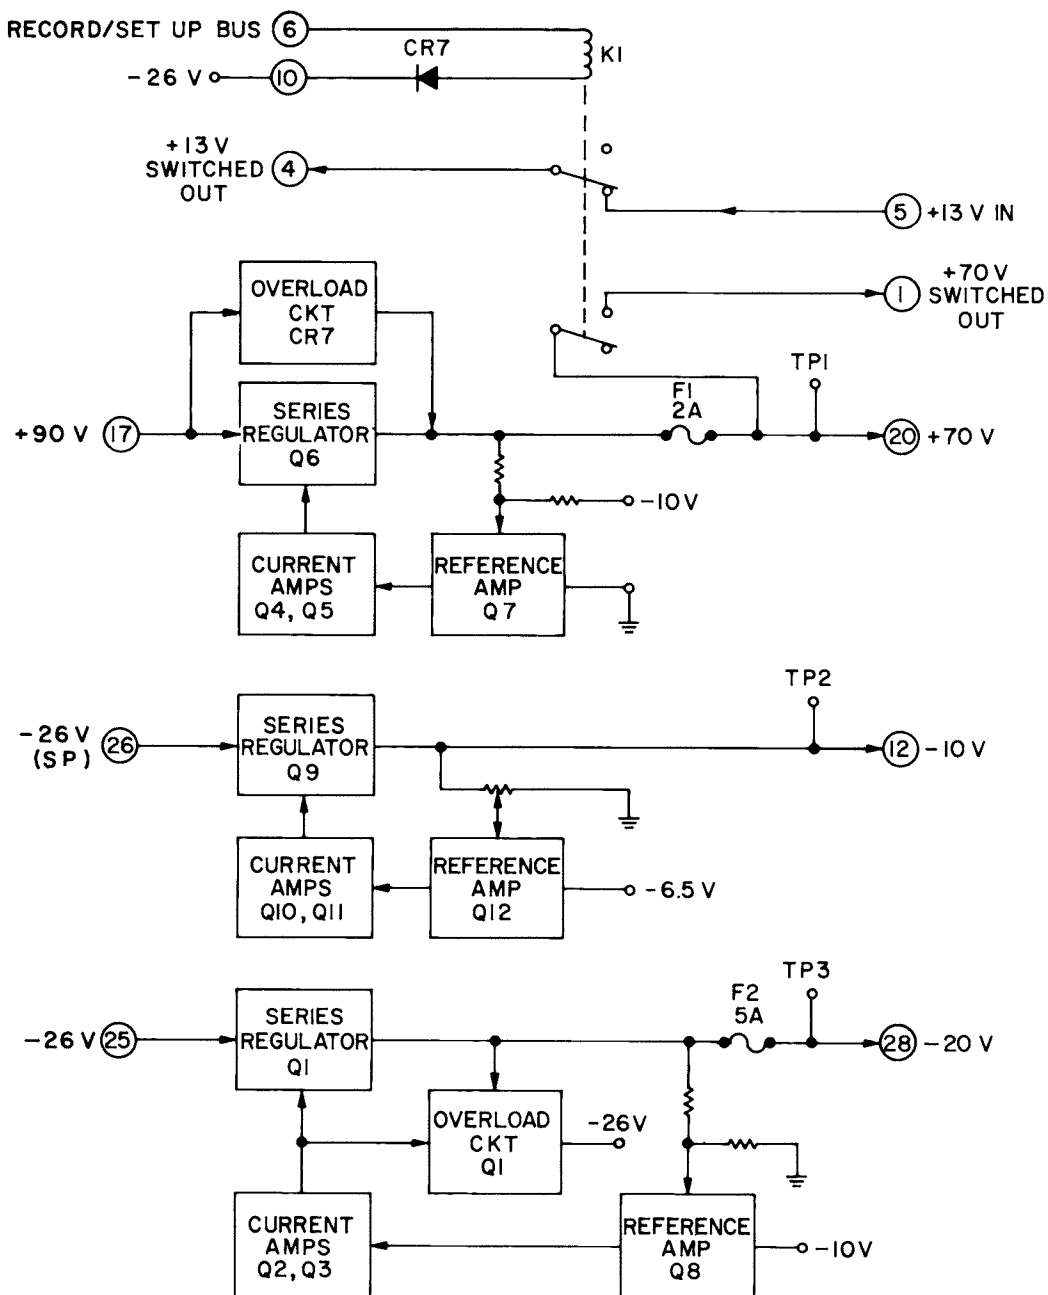 RECORD/SET UP BUS 6
CR7
K1
-26 V 10
+13 V
SWITCHED 4
OUT
5 +13 V IN
+70 V
1 SWITCHED
OUT
OVERLOAD
CKT
CR7
TP1
F1
2A
+90 V 17
SERIES
REGULATOR
Q6
20 +70 V
-10V
CURRENT
AMPS
Q4, Q5
REFERENCE
AMP
Q7
TP2
-26 V
(SP)
26
SERIES
REGULATOR
Q9
12 -10 V
CURRENT
AMPS
Q10, Q11
REFERENCE
AMP
Q12
-6.5 V
TP3
F2
5A
-26 V 25
SERIES
REGULATOR
Q1
28 -20 V
OVERLOAD
CKT
Q1
-26V
CURRENT
AMPS
Q2, Q3
REFERENCE
AMP
Q8
-10V